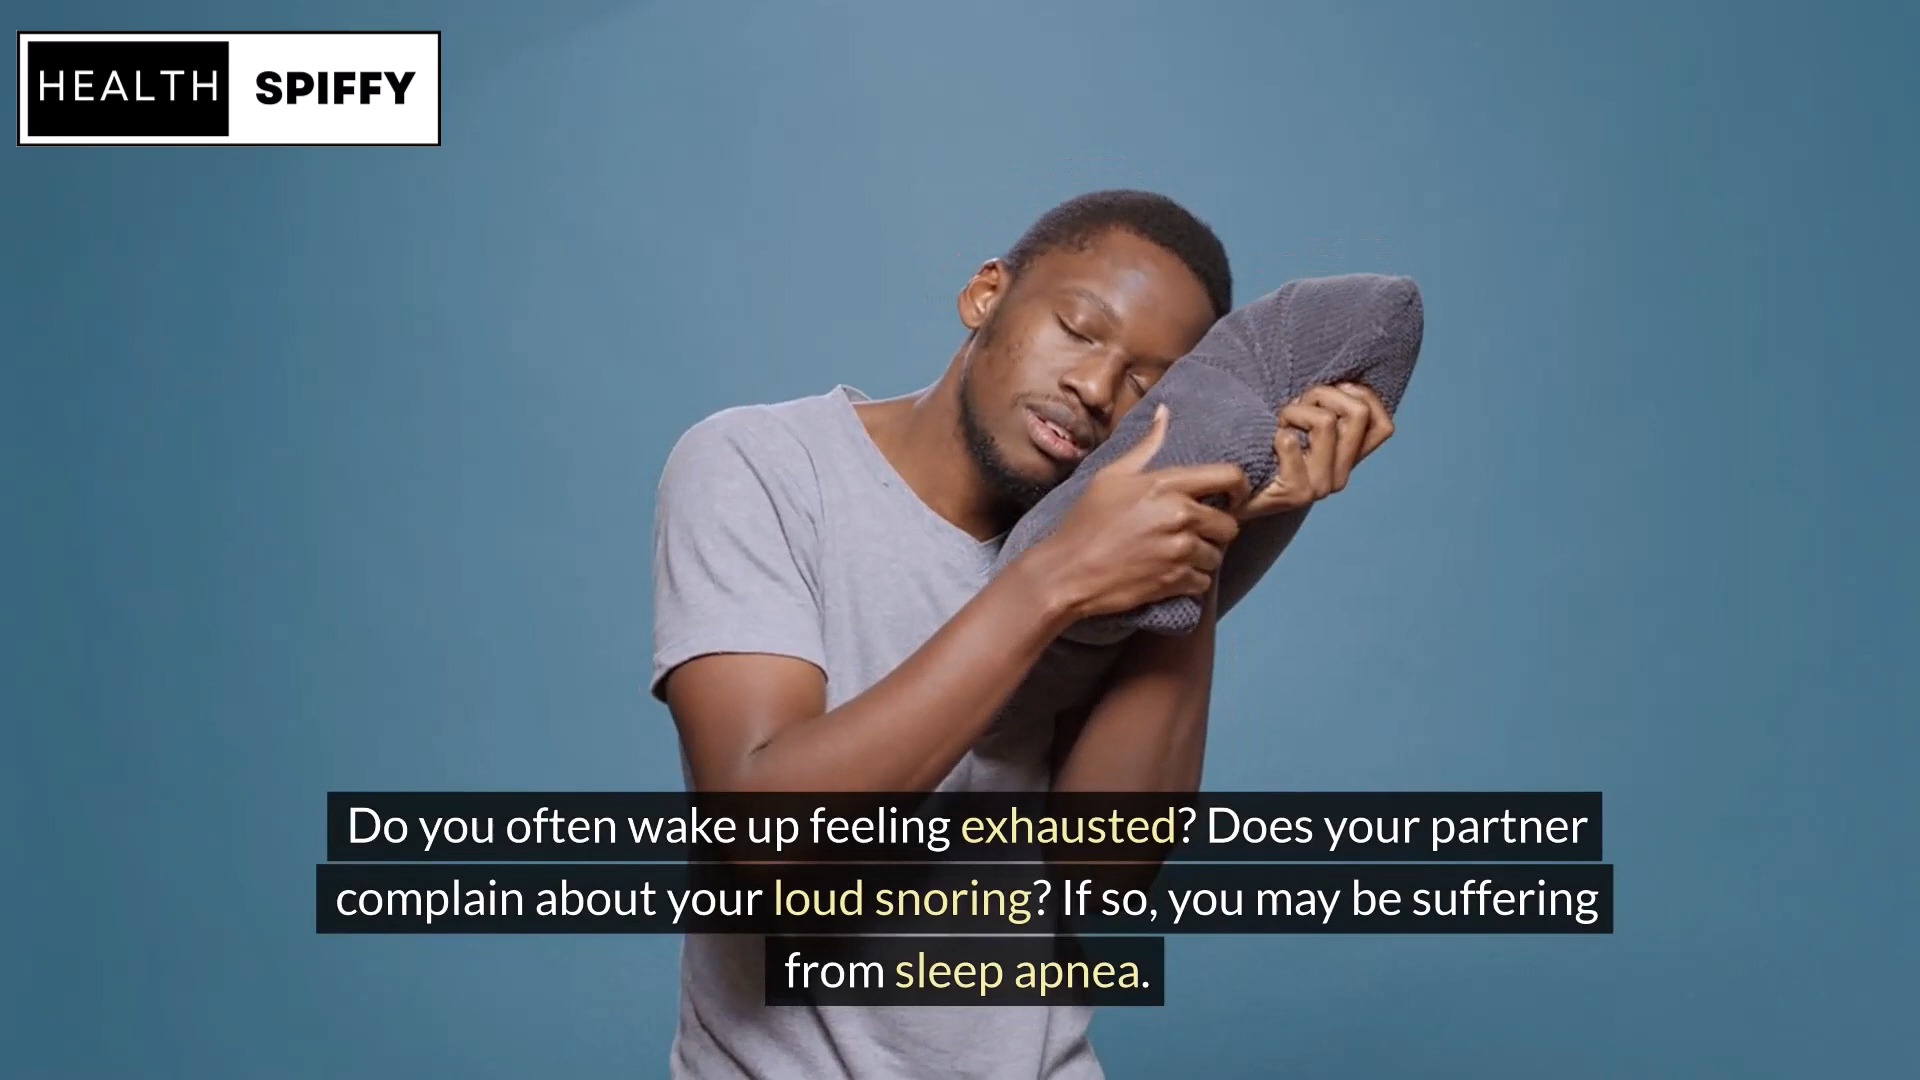 HEALTH SPIFFY
Do you often wake up feeling exhausted? Does your partner
complain about your loud snoring? If so, you may be suffering
from sleep apnea.